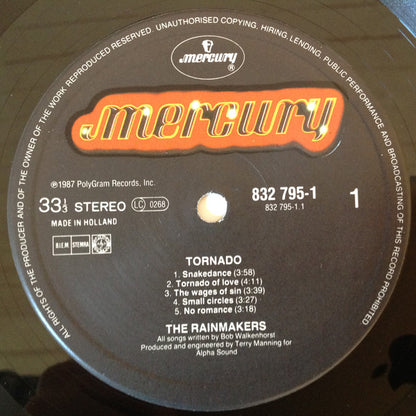 ALL RIGHTS OF THE PRODUCER AND OF THE OWNER OF THE WORK REPRODUCED RESERVED. UNAUTHORISED COPYING, HIRING, LENDING, PUBLIC PERFORMANCE AND BROADCASTING OF THIS RECORD PROHIBITED
mercury
®
mercury
℗1987 PolyGram Records, Inc.
33⅓ STEREO LC 0268
MADE IN HOLLAND
832 795-1
832 795-1.1
1
B.I.E.M STEMRA
TORNADO
1. Snakedance (3:58)
2. Tornado of love (4:11)
3. The wages of sin (3:39)
4. Small circles (3:27)
5. No romance (3:18)
THE RAINMAKERS
All songs written by Bob Walkenhorst
Produced and engineered by Terry Manning for
Alpha Sound